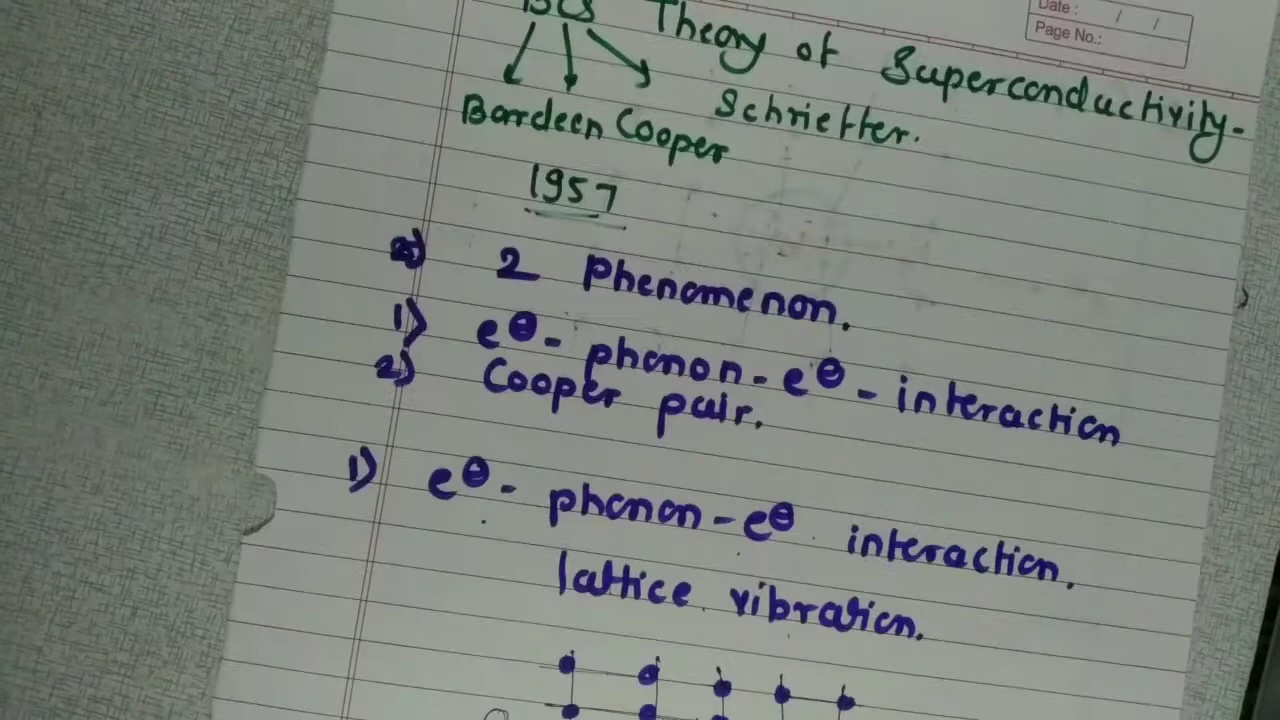 Date : / /
Page No.:
BCS Theory of Superconductivity-
Bardeen Cooper Schrietter.
1957
2 Phenomenon.
1) e⊖- phonon-e⊖-interaction
2) Cooper pair.
1) e⊖- phonon-e⊖ interaction.
lattice vibration.